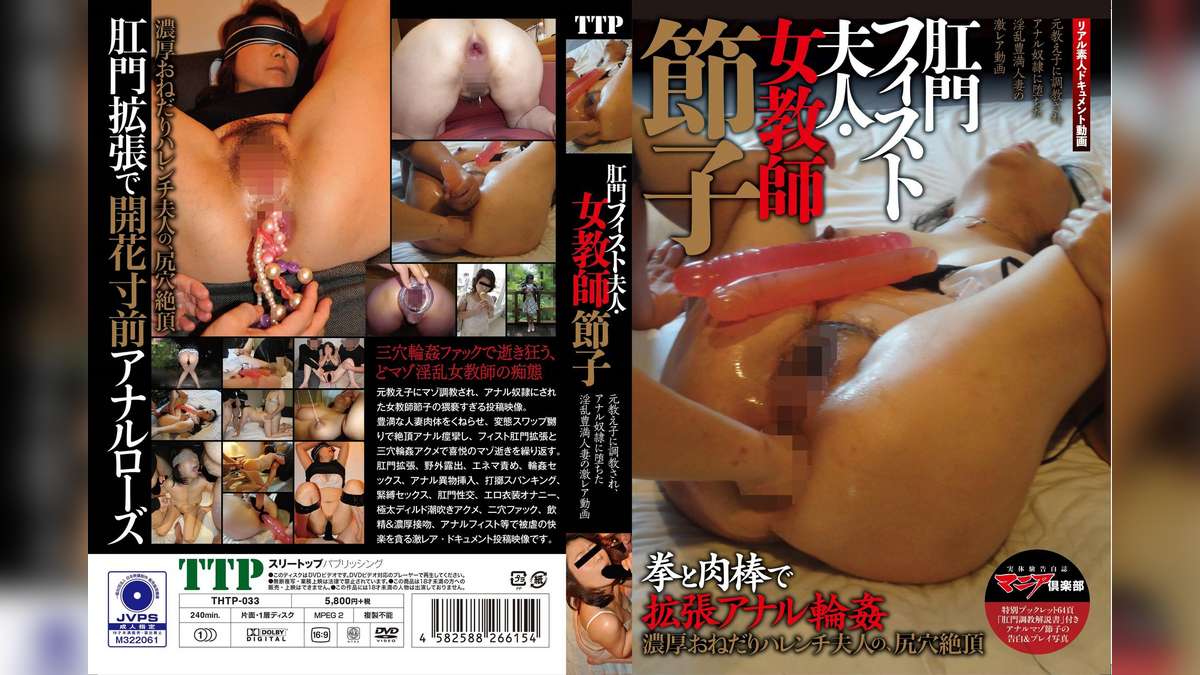 TTP
濃厚おねだりハレンチ夫人の、尻穴絶頂
肛門拡張で開花寸前アナルローズ
三穴輪姦ファックで逝き狂う、
どマゾ淫乱女教師の痴態
元教え子にマゾ調教され、アナル奴隷にされ
た女教師節子の猥褻すぎる投稿映像。
豊満な人妻肉体をくねらせ、変態スワップ嬲
りで絶頂アナル痙攣し、フィスト肛門拡張と
三穴輪姦アクメで喜悦のマゾ逝きを繰り返す。
肛門拡張、野外露出、エネマ責め、輪姦セ
ックス、アナル異物挿入、打擲スパンキング、
緊縛セックス、肛門性交、エロ衣装オナニー、
極太ディルド潮吹きアクメ、二穴ファック、飲
精&濃厚接吻、アナルフィスト等で被虐の快
楽を貪る激レア・ドキュメント投稿映像です。
TTP スリートップパブリッシング
THTP-033
5,800円+税
240min.
片面・1層ディスク
MPEG 2
複製不能
DOLBY DIGITAL
16:9
DVD VIDEO
JVPS
成人指定
M322061
4 582588 266154
プラ
紙
肛門フィスト夫人・
女教師
節子
元教え子に調教され、
アナル奴隷に堕ちた
淫乱豊満人妻の激レア動画
リアル素人ドキュメント動画
元教え子に調教され、
アナル奴隷に堕ちた
淫乱豊満人妻の
激レア動画
肛門
フィスト
夫人・
女教師
節子
拳と肉棒で
拡張アナル輪姦
濃厚おねだりハレンチ夫人の、尻穴絶頂
実体験告白誌
マニア倶楽部
特別ブックレット64頁
「肛門調教解説書」付き
アナルマゾ節子の
告白&プレイ写真